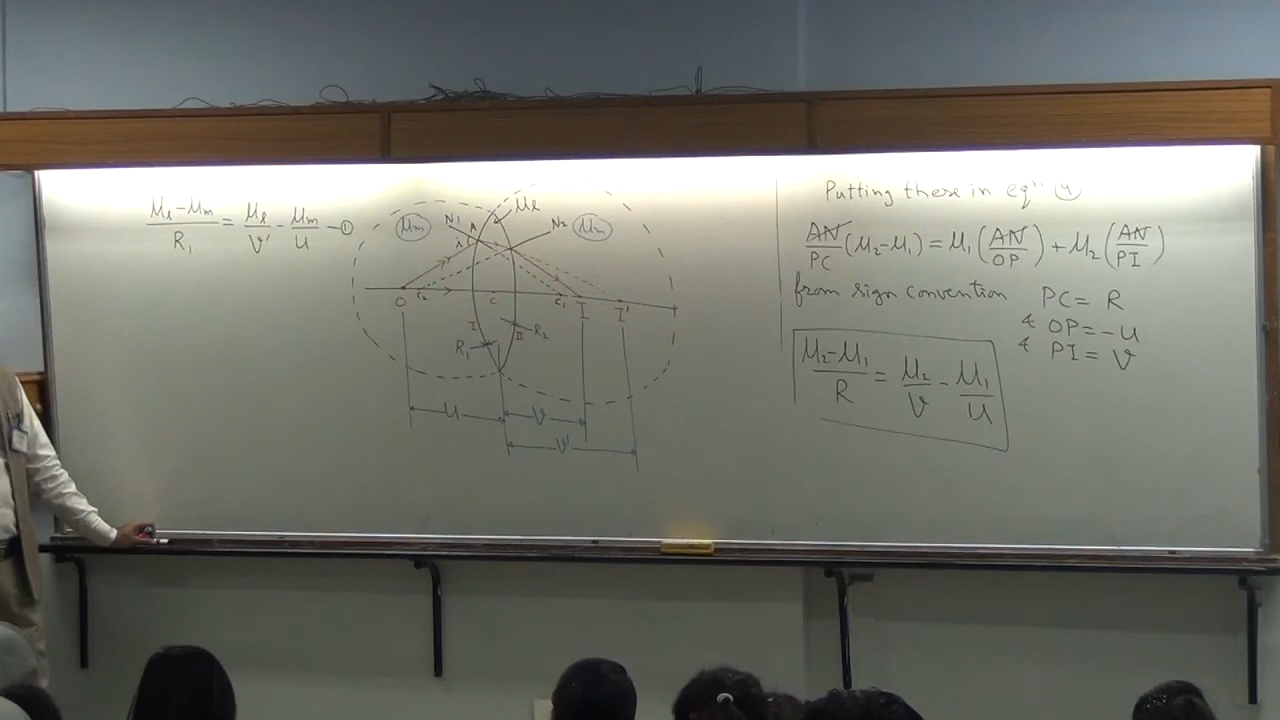 μₗ-μₘ / R₁ = μₗ / v' - μₘ / u -①
μₘ
N₁
A
μₗ
N₂
μₘ
O
C₂
C
C₁
I
I'
I
II
R₁
R₂
u
v
v'
Putting these in eqⁿ ④
AN/PC (μ₂-μ₁) = μ₁ (AN/OP) + μ₂ (AN/PI)
from sign convention PC = R
& OP = -u
& PI = v
μ₂-μ₁ / R = μ₂ / v - μ₁ / u